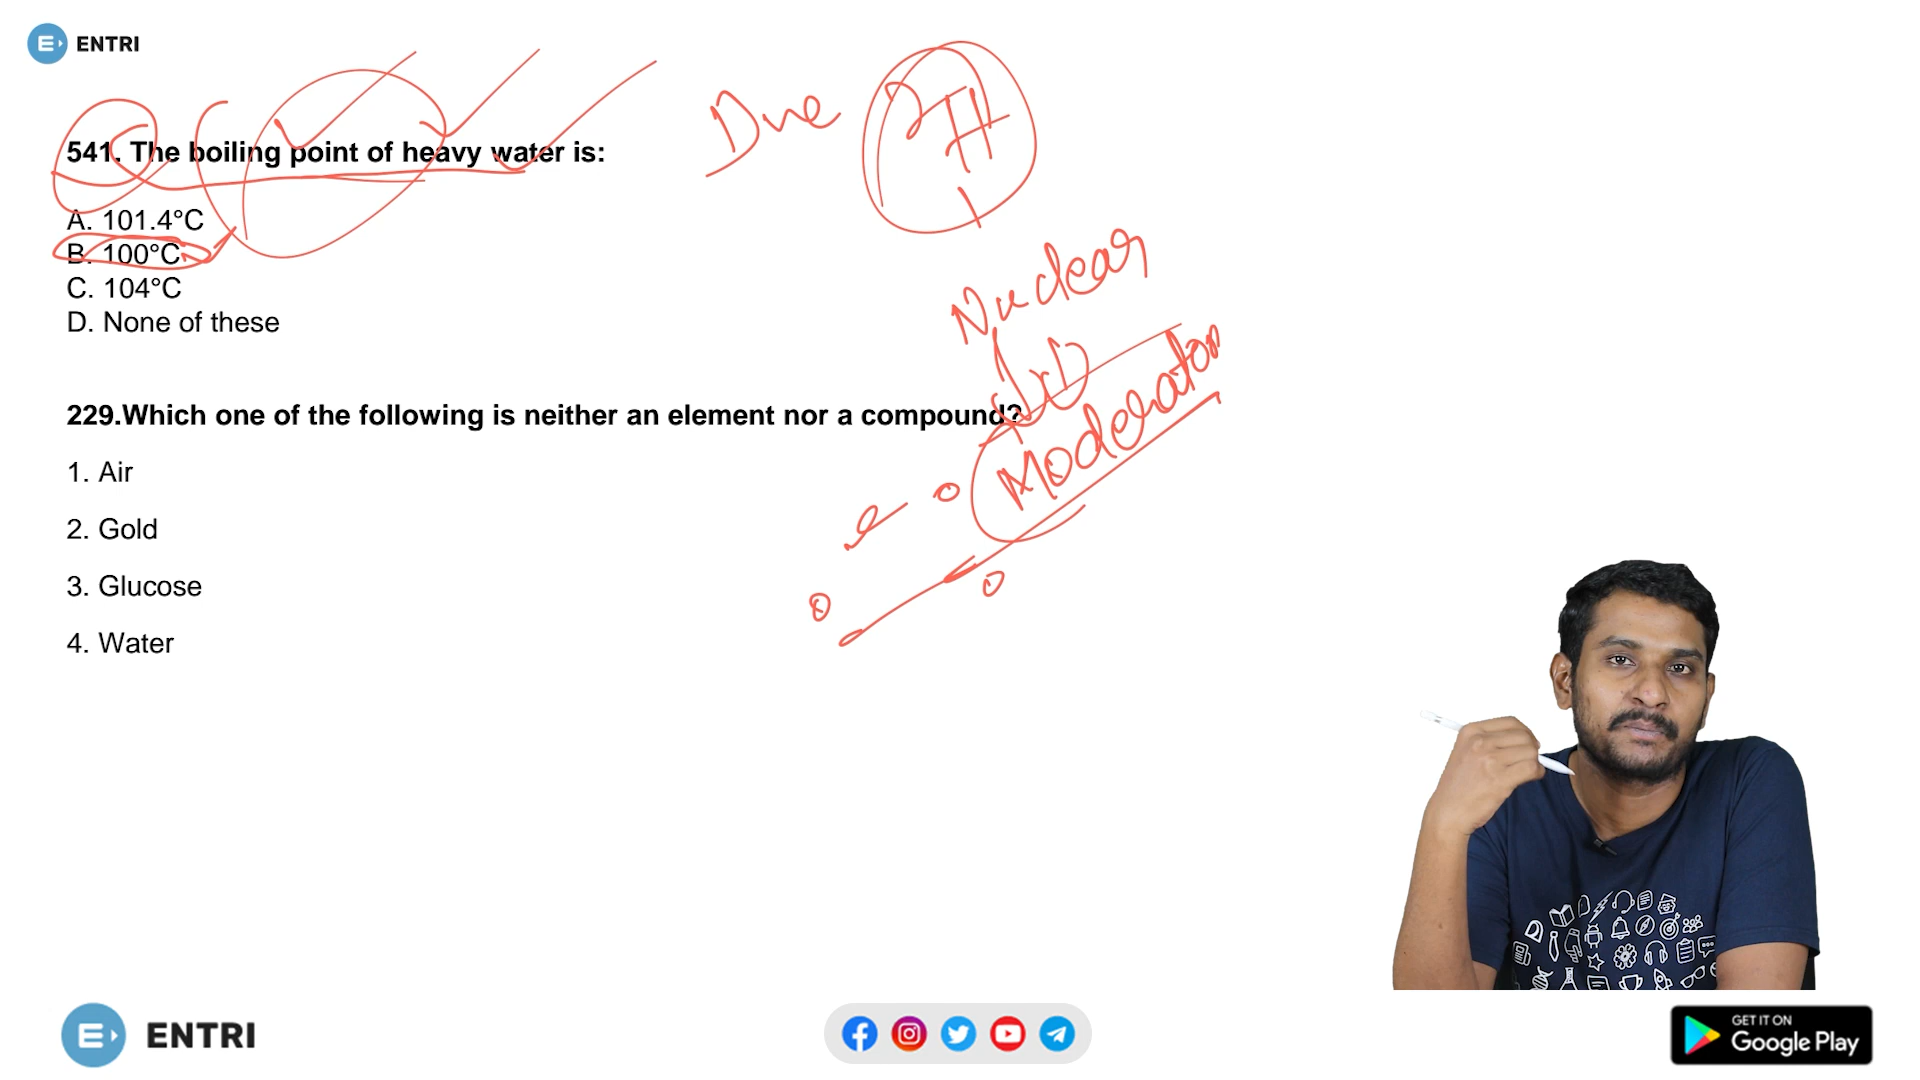 ENTRI
541. The boiling point of heavy water is:
A. 101.4°C
B. 100°C
C. 104°C
D. None of these
Due
2
H
1
Nuclear
Moderator
229.Which one of the following is neither an element nor a compound?
1. Air
2. Gold
3. Glucose
4. Water
ENTRI
GET IT ON
Google Play